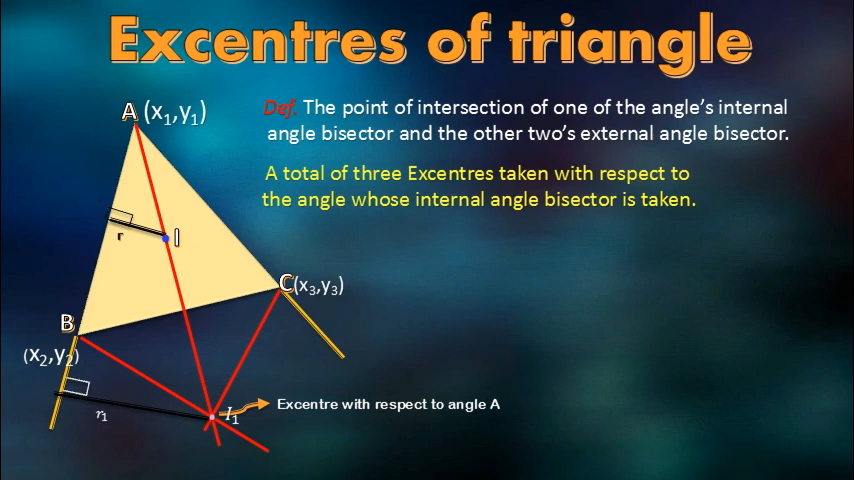 Excentres of triangle
A (x₁,y₁)
Def. The point of intersection of one of the angle's internal
angle bisector and the other two's external angle bisector.
A total of three Excentres taken with respect to
the angle whose internal angle bisector is taken.
r
I
C(x₃,y₃)
B
(x₂,y₂)
r₁
I₁
Excentre with respect to angle A